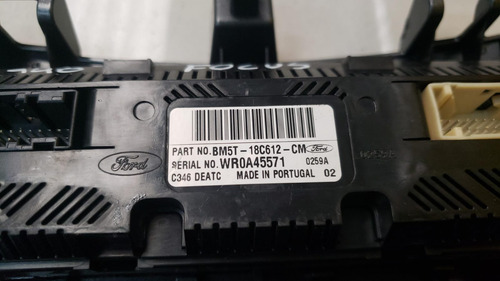 FOCUS
PART NO. BM5T-18C612-CM Ford
SERIAL NO. WR0A45571 0259A
C346 DEATC MADE IN PORTUGAL 02
Ford